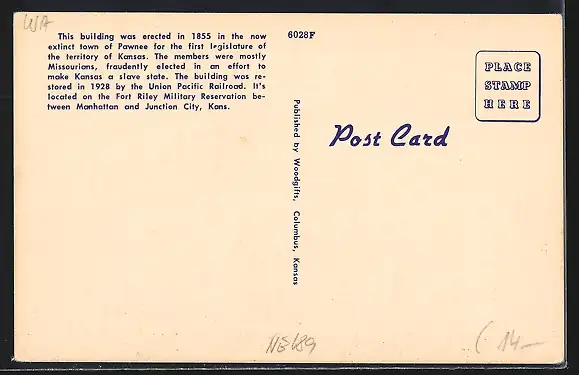 WA
This building was erected in 1855 in the now
extinct town of Pawnee for the first legislature of
the territory of Kansas. The members were mostly
Missourians, fraudently elected in an effort to
make Kansas a slave state. The building was re-
stored in 1928 by the Union Pacific Railroad. It's
located on the Fort Riley Military Reservation be-
tween Manhattan and Junction City, Kans.
6028F
PLACE
STAMP
HERE
Post Card
Published by Woodgifts, Columbus, Kansas
14—